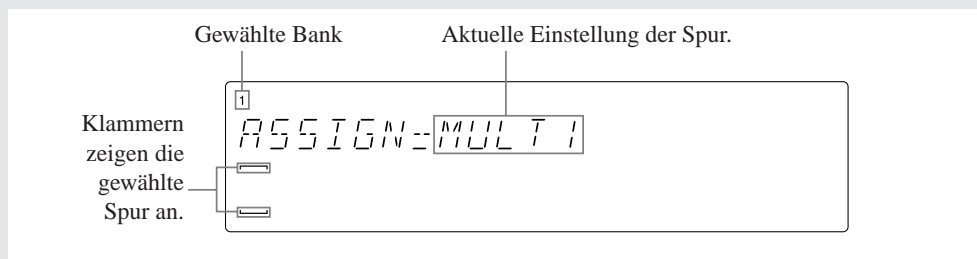 Gewählte Bank
Aktuelle Einstellung der Spur.
1
ASSIGN=MULTI
Klammern
zeigen die
gewählte
Spur an.